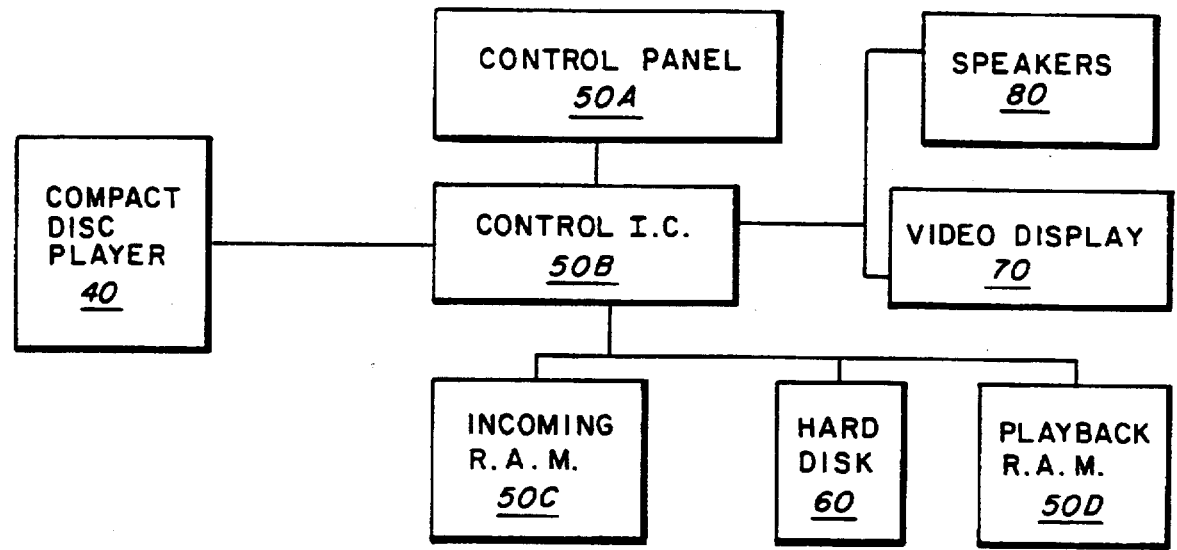 CONTROL PANEL
50A
SPEAKERS
80
COMPACT
DISC
PLAYER
40
CONTROL I.C.
50B
VIDEO DISPLAY
70
INCOMING
R.A.M.
50C
HARD
DISK
60
PLAYBACK
R.A.M.
50D